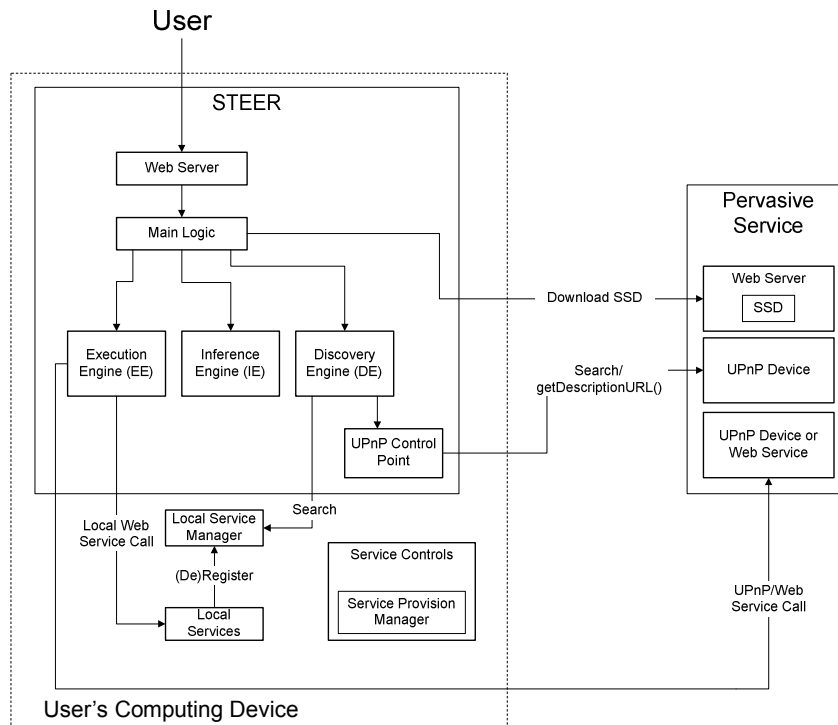 User
STEER
Web Server
Main Logic
Execution
Engine (EE)
Inference
Engine (IE)
Discovery
Engine (DE)
UPnP Control
Point
Pervasive
Service
Web Server
SSD
Download SSD
UPnP Device
Search/
getDescriptionURL()
UPnP Device or
Web Service
Local Web
Service Call
Local Service
Manager
Search
(De)Register
Local
Services
Service Controls
Service Provision
Manager
UPnP/Web
Service Call
User's Computing Device